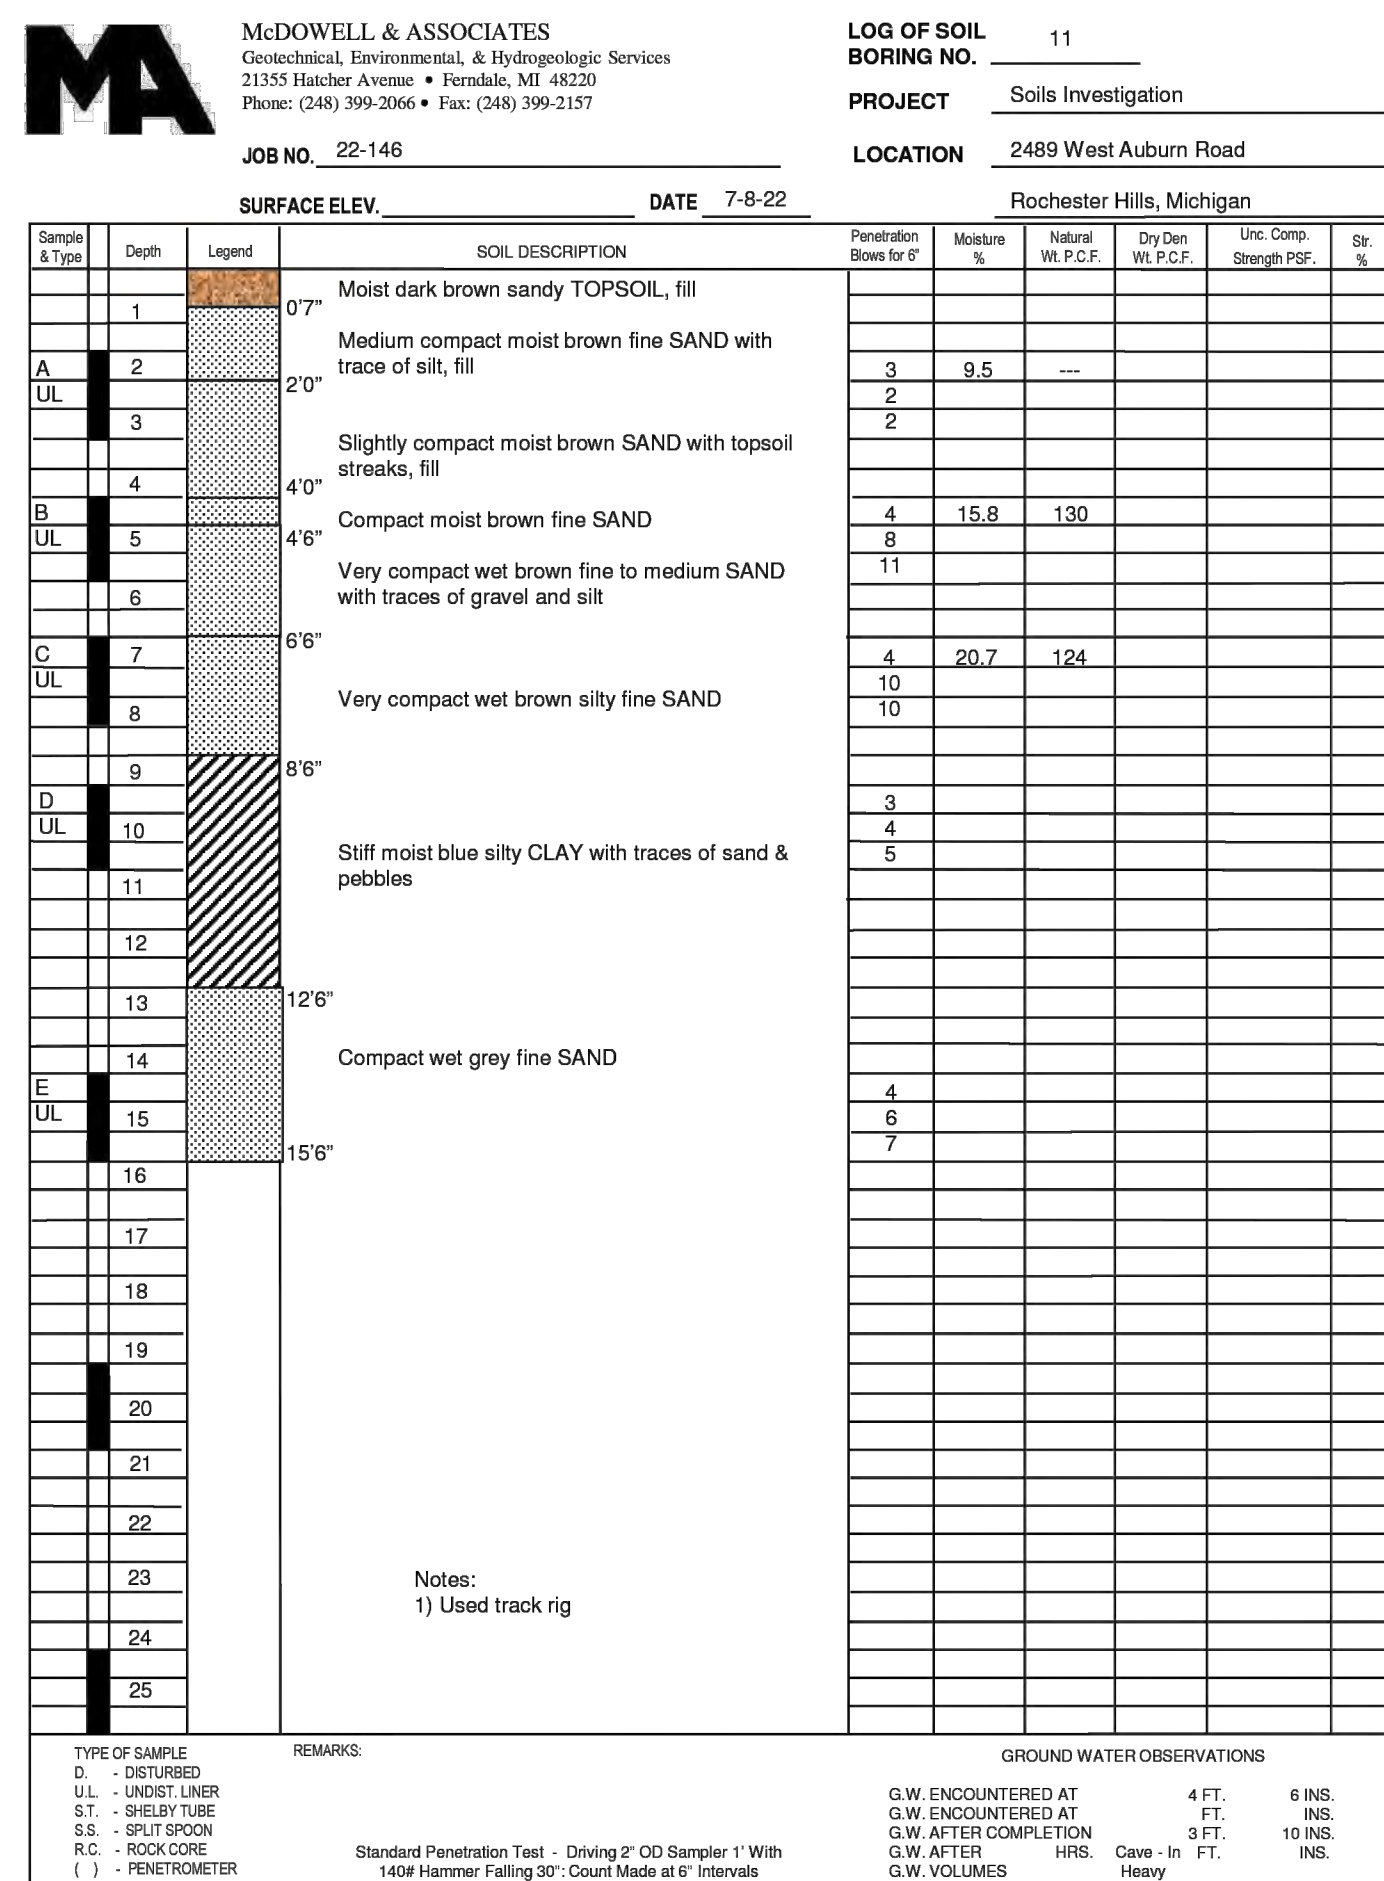 MA
McDOWELL & ASSOCIATES
Geotechnical, Environmental, & Hydrogeologic Services
21355 Hatcher Avenue • Ferndale, MI 48220
Phone: (248) 399-2066 • Fax: (248) 399-2157
LOG OF SOIL
BORING NO. 11
PROJECT Soils Investigation
JOB NO. 22-146
LOCATION 2489 West Auburn Road
SURFACE ELEV. DATE 7-8-22
Rochester Hills, Michigan
Sample
& Type
Depth
Legend
SOIL DESCRIPTION
Penetration
Blows for 6"
Moisture
%
Natural
Wt. P.C.F.
Dry Den
Wt. P.C.F.
Unc. Comp.
Strength PSF.
Str.
%
Moist dark brown sandy TOPSOIL, fill
1 0'7"
Medium compact moist brown fine SAND with
A 2 trace of silt, fill 3 9.5 ---
UL 2'0" 2
3 2
Slightly compact moist brown SAND with topsoil
streaks, fill
4 4'0"
B Compact moist brown fine SAND 4 15.8 130
UL 5 4'6" 8
11
Very compact wet brown fine to medium SAND
6 with traces of gravel and silt
6'6"
C 7 4 20.7 124
UL 10
8 Very compact wet brown silty fine SAND 10
9 8'6"
D 3
UL 10 4
Stiff moist blue silty CLAY with traces of sand & 5
11 pebbles
12
13 12'6"
14 Compact wet grey fine SAND
E 4
UL 15 6
7
15'6"
16
17
18
19
20
21
22
23 Notes:
1) Used track rig
24
25
TYPE OF SAMPLE
D. - DISTURBED
U.L. - UNDIST. LINER
S.T. - SHELBY TUBE
S.S. - SPLIT SPOON
R.C. - ROCK CORE
( ) - PENETROMETER
REMARKS:
Standard Penetration Test - Driving 2" OD Sampler 1' With
140# Hammer Falling 30": Count Made at 6" Intervals
GROUND WATER OBSERVATIONS
G.W. ENCOUNTERED AT 4 FT. 6 INS.
G.W. ENCOUNTERED AT FT. INS.
G.W. AFTER COMPLETION 3 FT. 10 INS.
G.W. AFTER HRS. Cave - In FT. INS.
G.W. VOLUMES Heavy